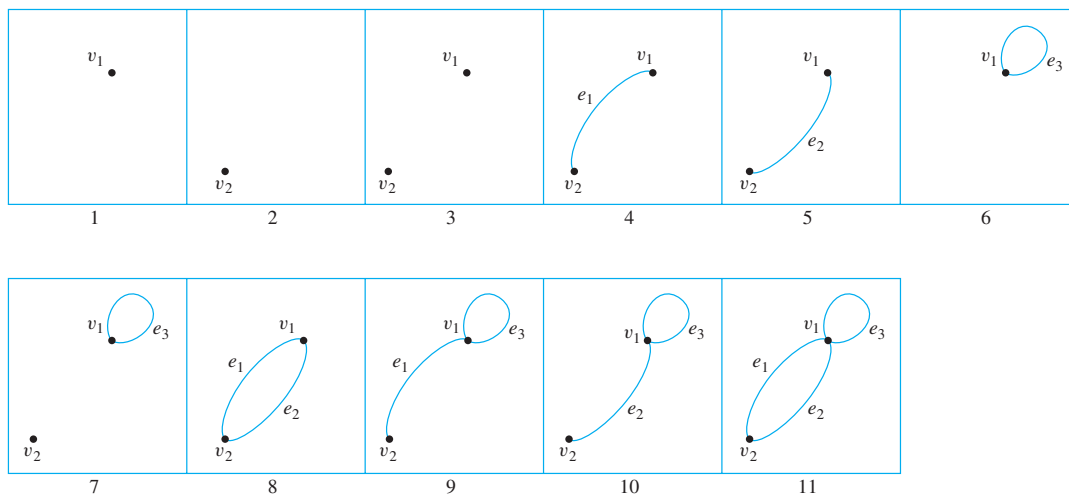 v₁ v₁ v₁ v₁ v₁
e₃
e₁
e₂
v₂ v₂ v₂ v₂
1 2 3 4 5 6
v₁ e₃ v₁ v₁ e₃ v₁ e₃ v₁ e₃
e₁ e₁ e₁
e₂ e₂ e₂
v₂ v₂ v₂ v₂ v₂
7 8 9 10 11